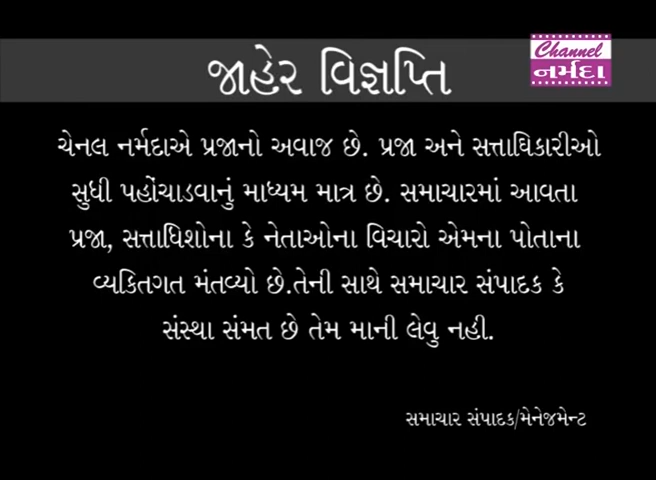 જાહેર વિજ્ઞપ્તિ
Channel
નર્મદા
ચેનલ નર્મદાએ પ્રજાનો અવાજ છે. પ્રજા અને સત્તાધિકારીઓ
સુધી પહોંચાડવાનું માધ્યમ માત્ર છે. સમાચારમાં આવતા
પ્રજા, સત્તાધિશોના કે નેતાઓના વિચારો એમના પોતાના
વ્યકિતગત મંતવ્યો છે.તેની સાથે સમાચાર સંપાદક કે
સંસ્થા સંમત છે તેમ માની લેવુ નહી.
સમાચાર સંપાદક/મેનેજમેન્ટ